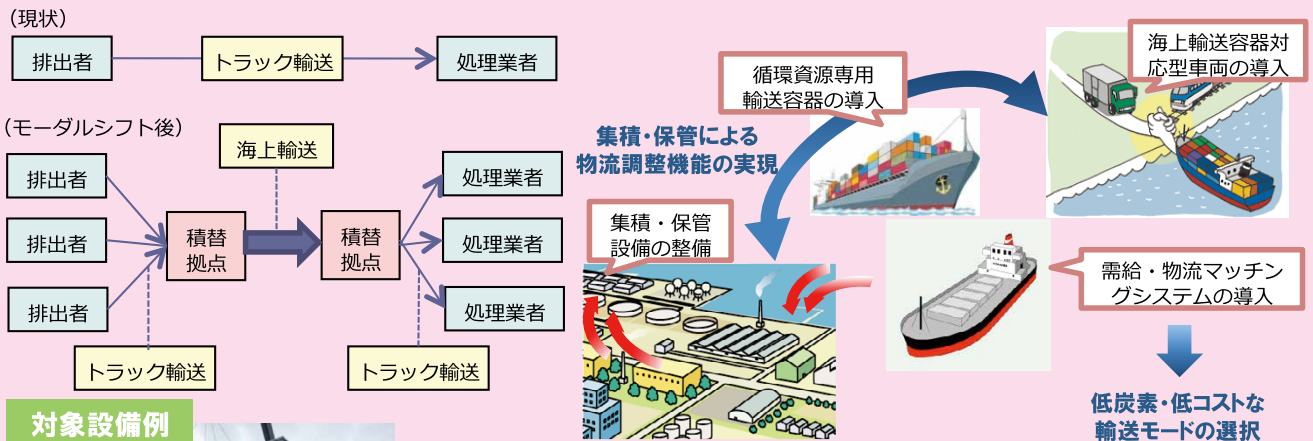 （現状）
排出者
トラック輸送
処理業者
（モーダルシフト後）
海上輸送
排出者
排出者
排出者
積替
拠点
積替
拠点
処理業者
処理業者
処理業者
トラック輸送
トラック輸送
対象設備例
循環資源専用
輸送容器の導入
海上輸送容器対
応型車両の導入
集積・保管による
物流調整機能の実現
集積・保管
設備の整備
需給・物流マッチン
グシステムの導入
低炭素・低コストな
輸送モードの選択